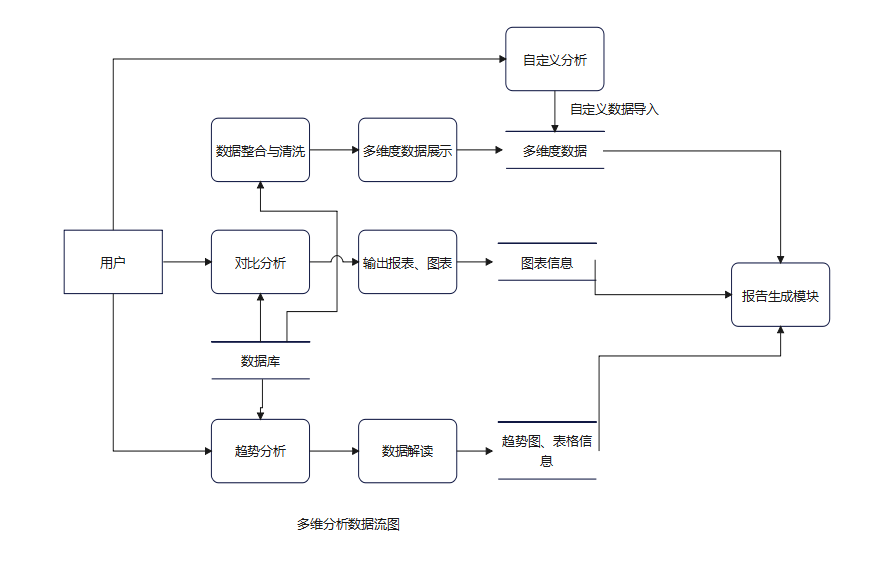 自定义分析
自定义数据导入
数据整合与清洗
多维度数据展示
多维度数据
用户
对比分析
输出报表、图表
图表信息
报告生成模块
数据库
趋势分析
数据解读
趋势图、表格信
息
多维分析数据流图